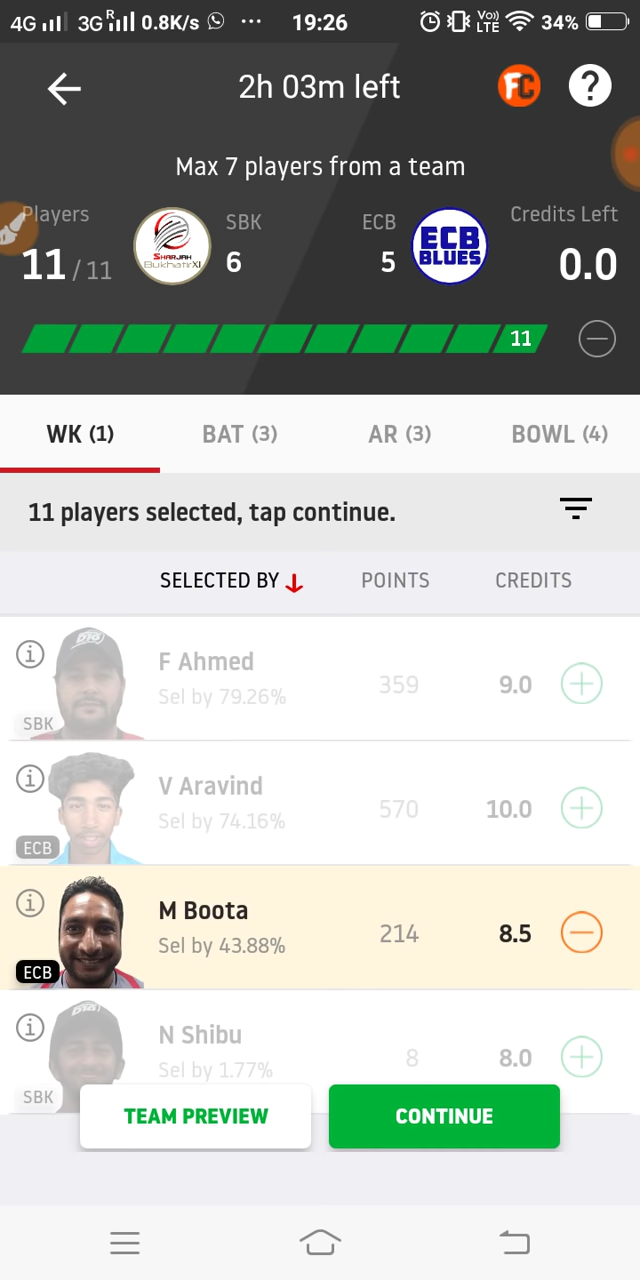 4G 3G R 0.8K/s ... 19:26 Vo)) LTE 34%
2h 03m left FC ?
Max 7 players from a team
Players SBK ECB Credits Left
11 / 11 SHARJAH Bukhatir XI 6 5 ECB BLUES 0.0
11
WK (1) BAT (3) AR (3) BOWL (4)
11 players selected, tap continue.
SELECTED BY POINTS CREDITS
F Ahmed
Sel by 79.26% 359 9.0
SBK
V Aravind
Sel by 74.16% 570 10.0
ECB
M Boota
Sel by 43.88% 214 8.5
ECB
N Shibu
Sel by 1.77% 8 8.0
SBK
TEAM PREVIEW CONTINUE